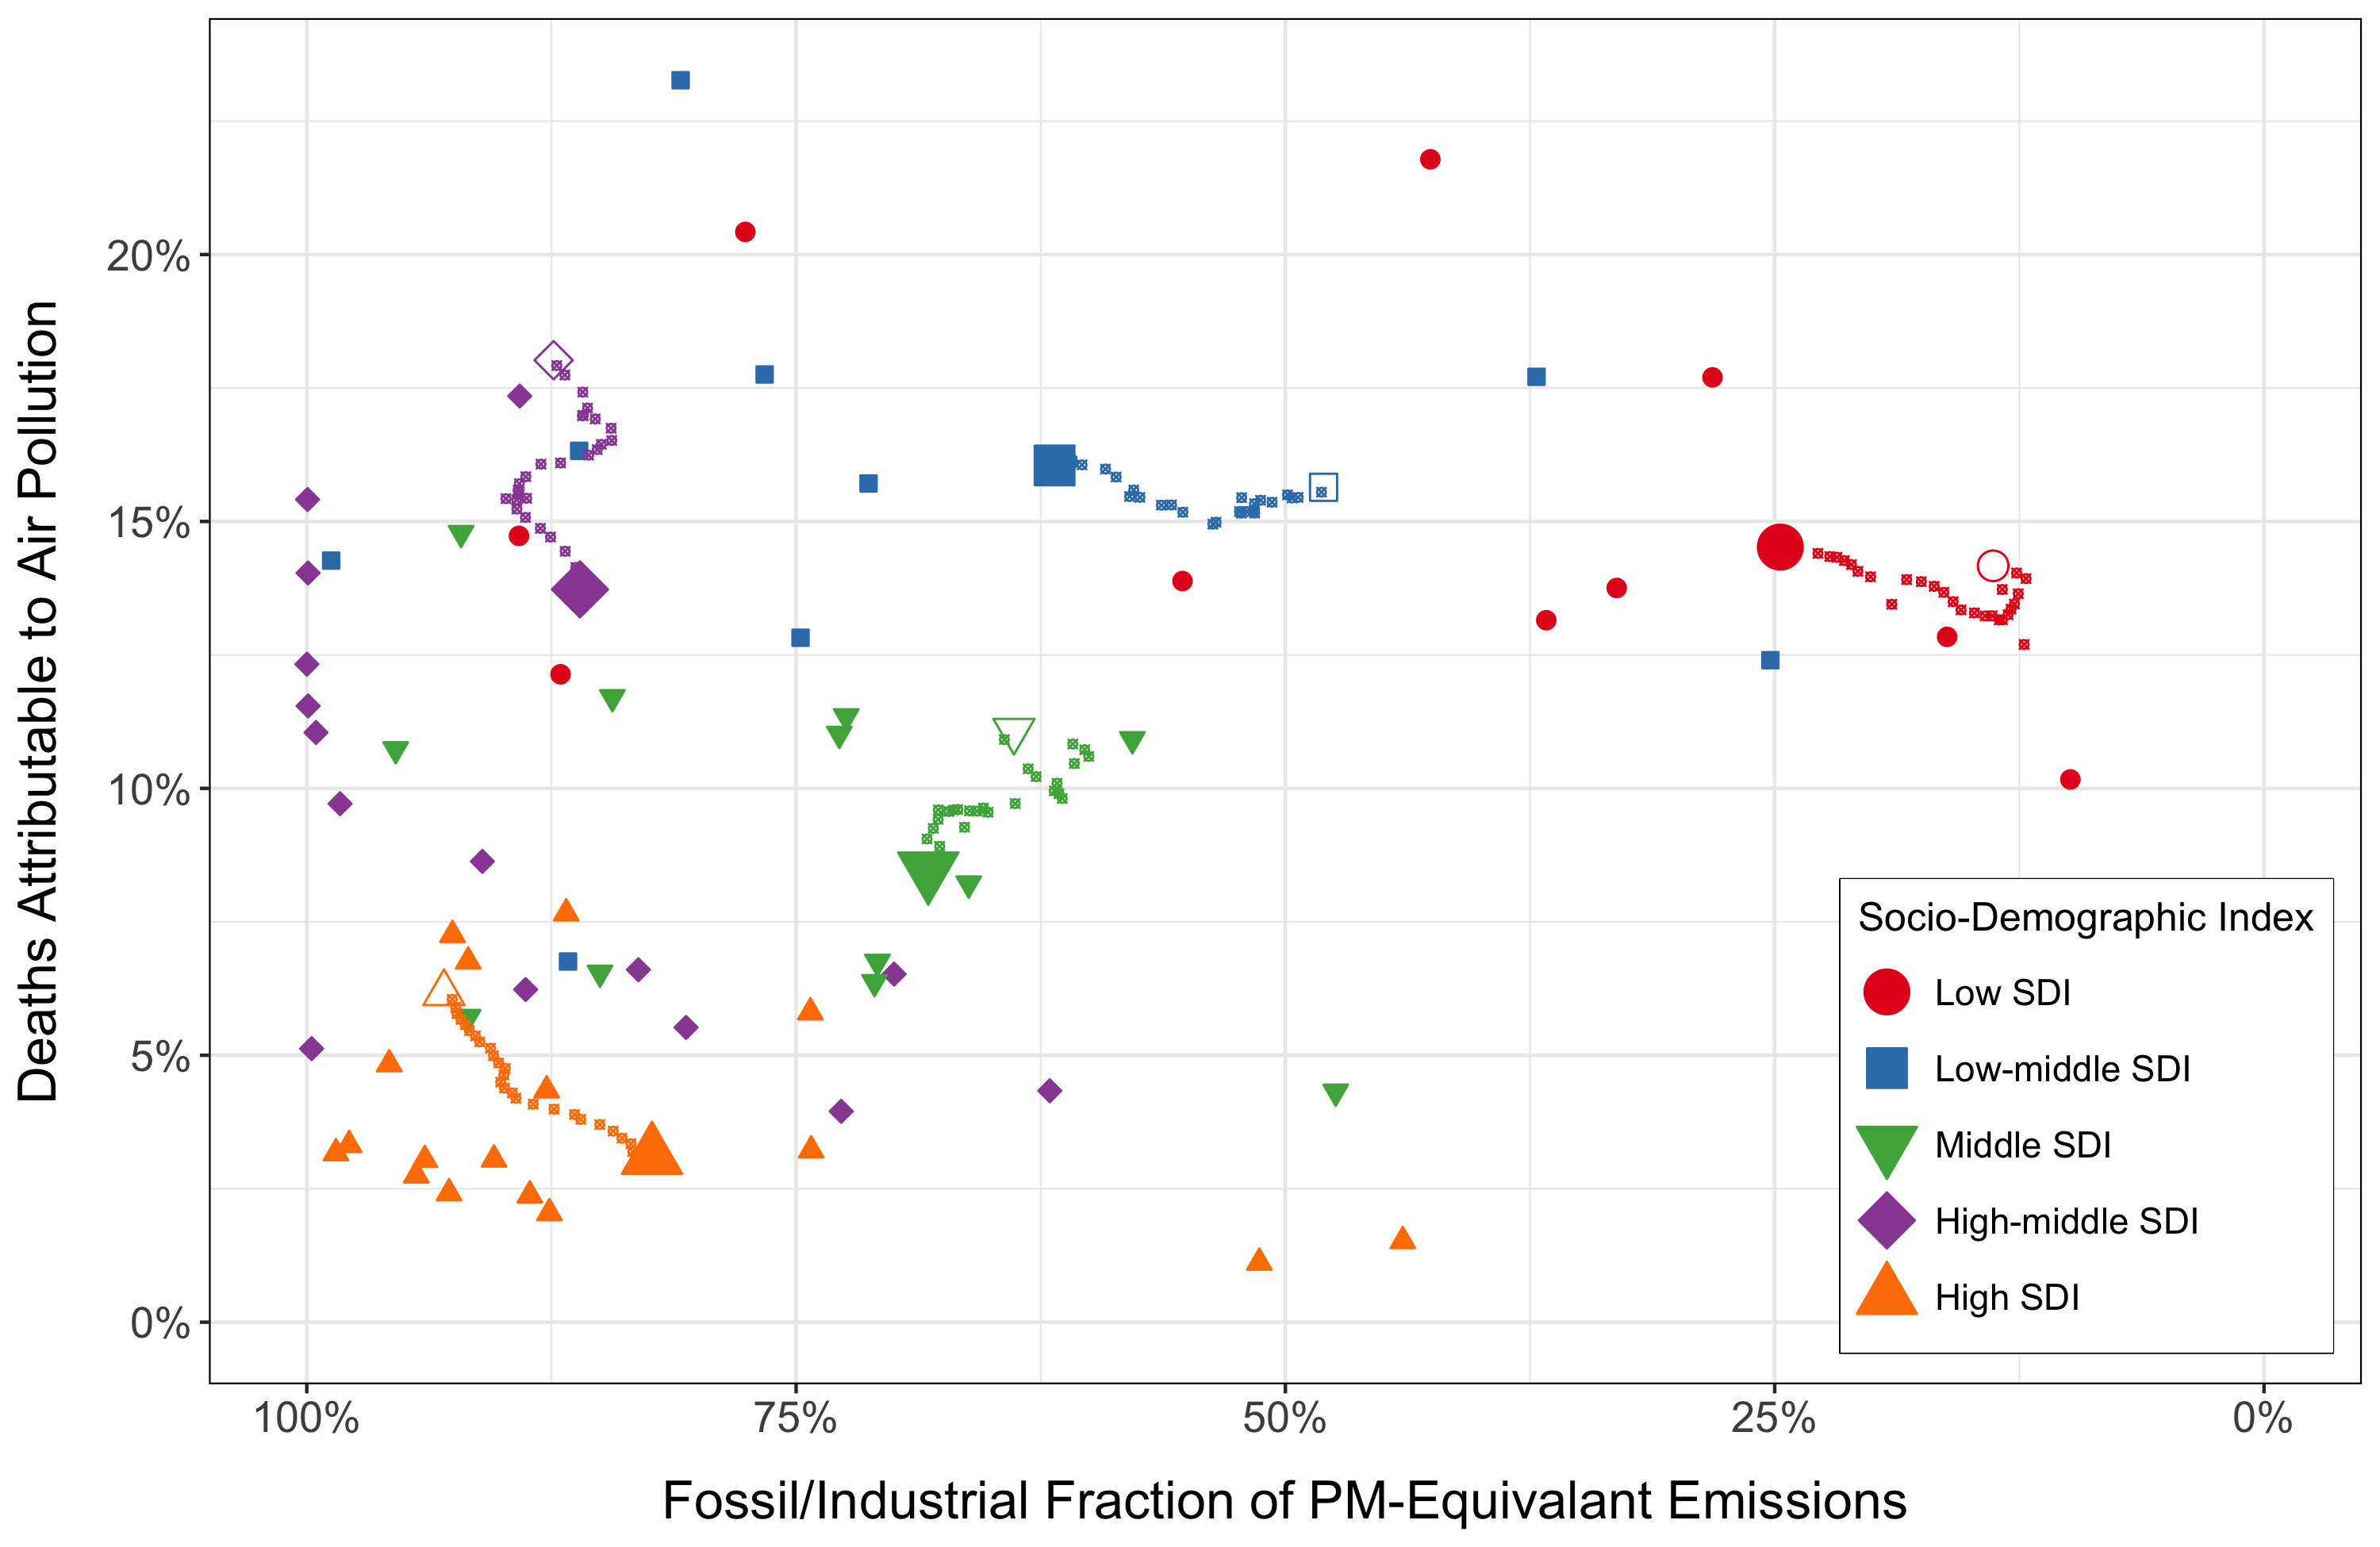 Deaths Attributable to Air Pollution
20%
15%
10%
5%
0%
100%
75%
50%
25%
0%
Fossil/Industrial Fraction of PM-Equivalant Emissions
Socio-Demographic Index
Low SDI
Low-middle SDI
Middle SDI
High-middle SDI
High SDI